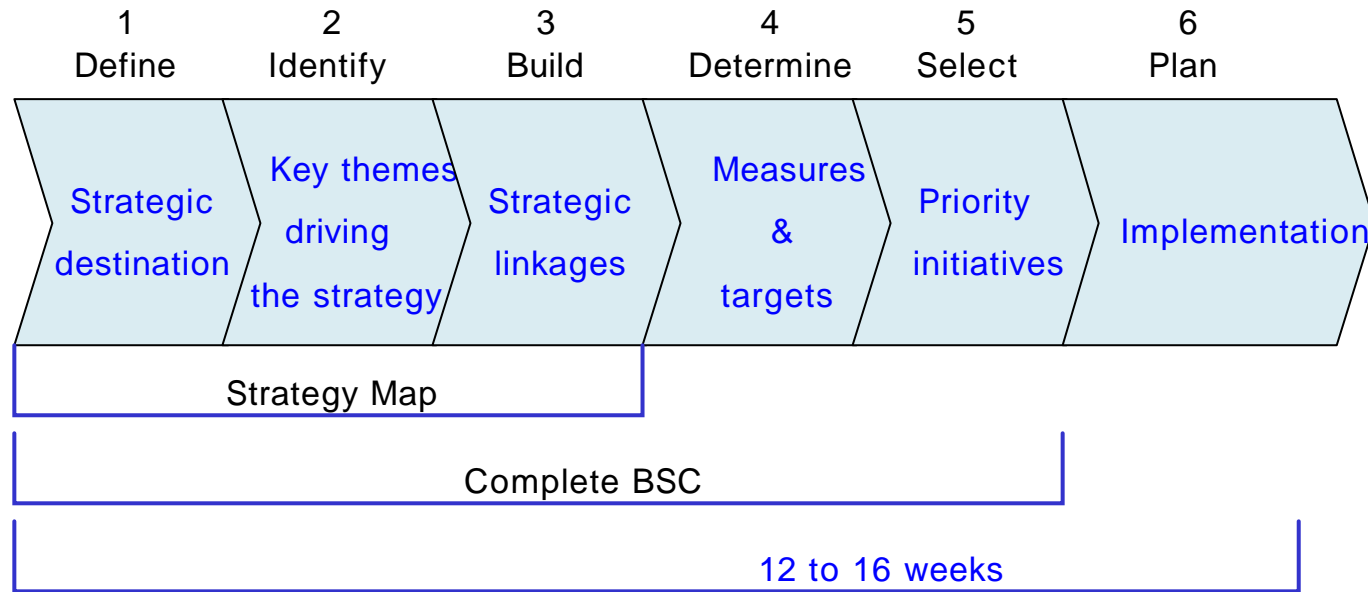 1 2 3 4 5 6
Define Identify Build Determine Select Plan
Strategic
destination
Key themes
driving
the strategy
Strategic
linkages
Measures
&
targets
Priority
initiatives
Implementation
Strategy Map
Complete BSC
12 to 16 weeks